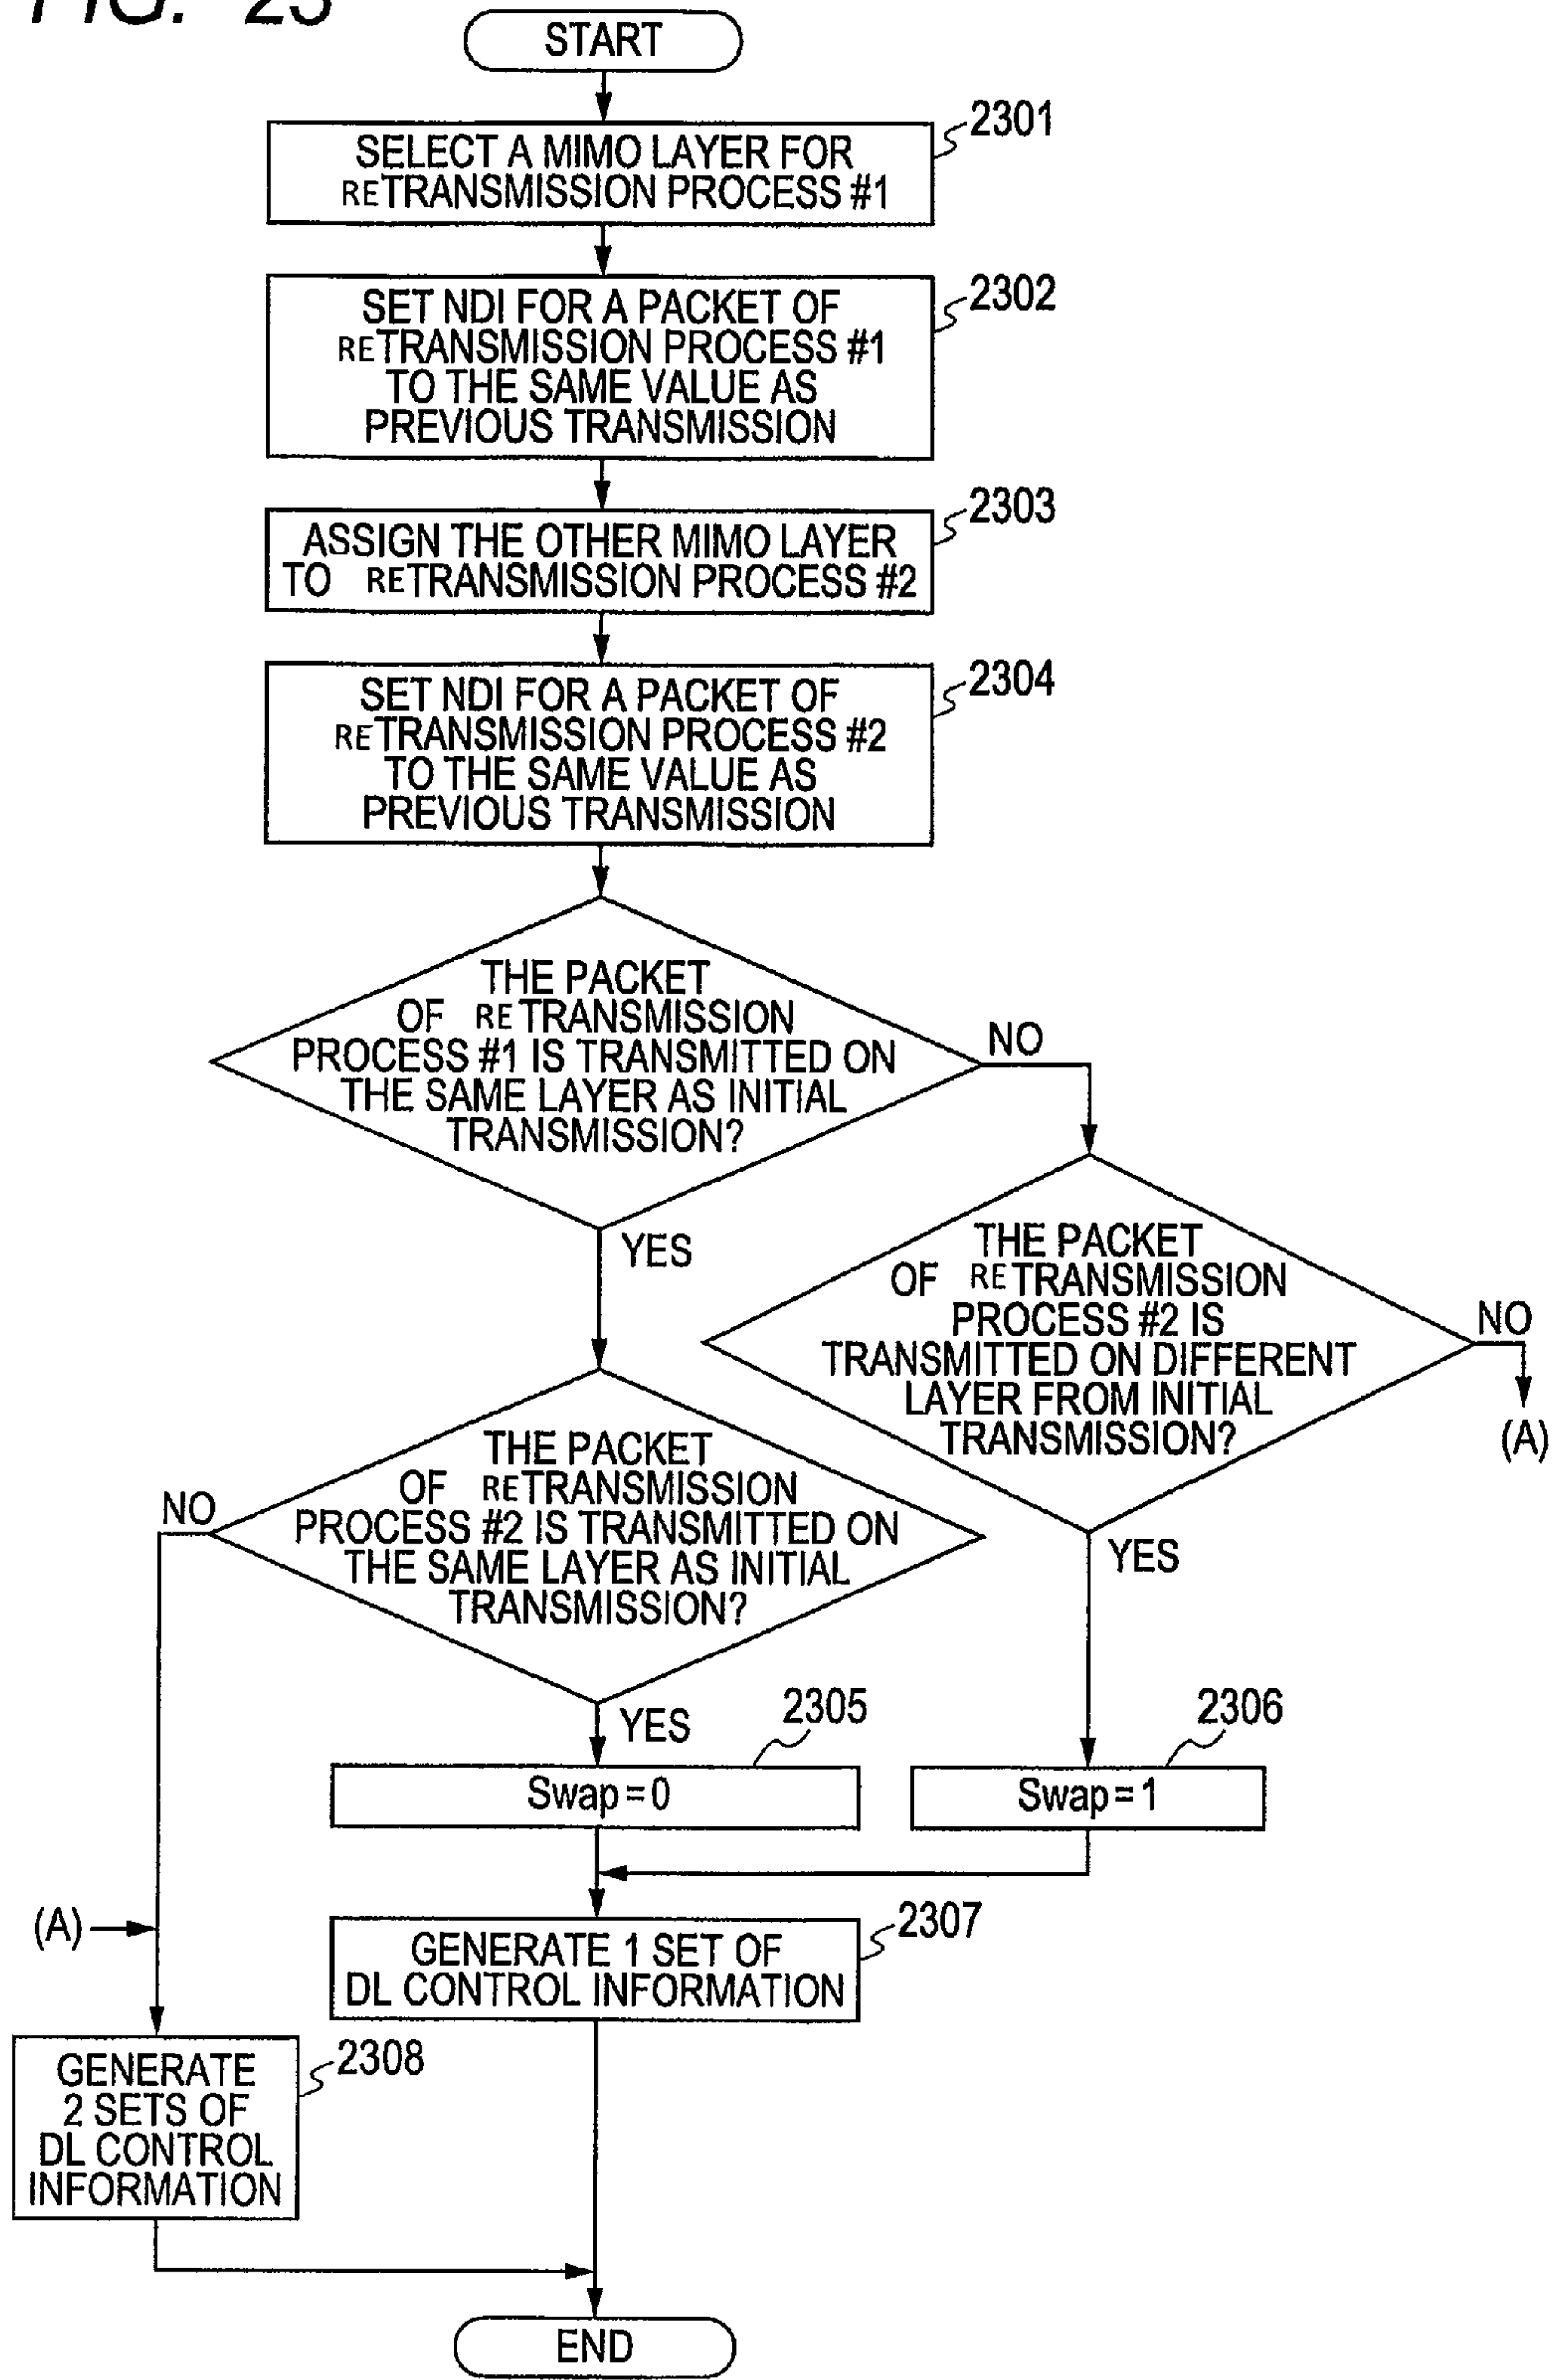 FIG. 23
START
2301
SELECT A MIMO LAYER FOR
RETRANSMISSION PROCESS #1
2302
SET NDI FOR A PACKET OF
RETRANSMISSION PROCESS #1
TO THE SAME VALUE AS
PREVIOUS TRANSMISSION
2303
ASSIGN THE OTHER MIMO LAYER
TO RETRANSMISSION PROCESS #2
2304
SET NDI FOR A PACKET OF
RETRANSMISSION PROCESS #2
TO THE SAME VALUE AS
PREVIOUS TRANSMISSION
THE PACKET
OF RETRANSMISSION
PROCESS #1 IS TRANSMITTED ON
THE SAME LAYER AS INITIAL
TRANSMISSION?
NO
YES
THE PACKET
OF RETRANSMISSION
PROCESS #2 IS
TRANSMITTED ON DIFFERENT
LAYER FROM INITIAL
TRANSMISSION?
NO
(A)
YES
THE PACKET
OF RETRANSMISSION
PROCESS #2 IS TRANSMITTED ON
THE SAME LAYER AS INITIAL
TRANSMISSION?
NO
YES
2305
Swap=0
2306
Swap=1
(A)
2307
GENERATE 1 SET OF
DL CONTROL INFORMATION
2308
GENERATE
2 SETS OF
DL CONTROL
INFORMATION
END